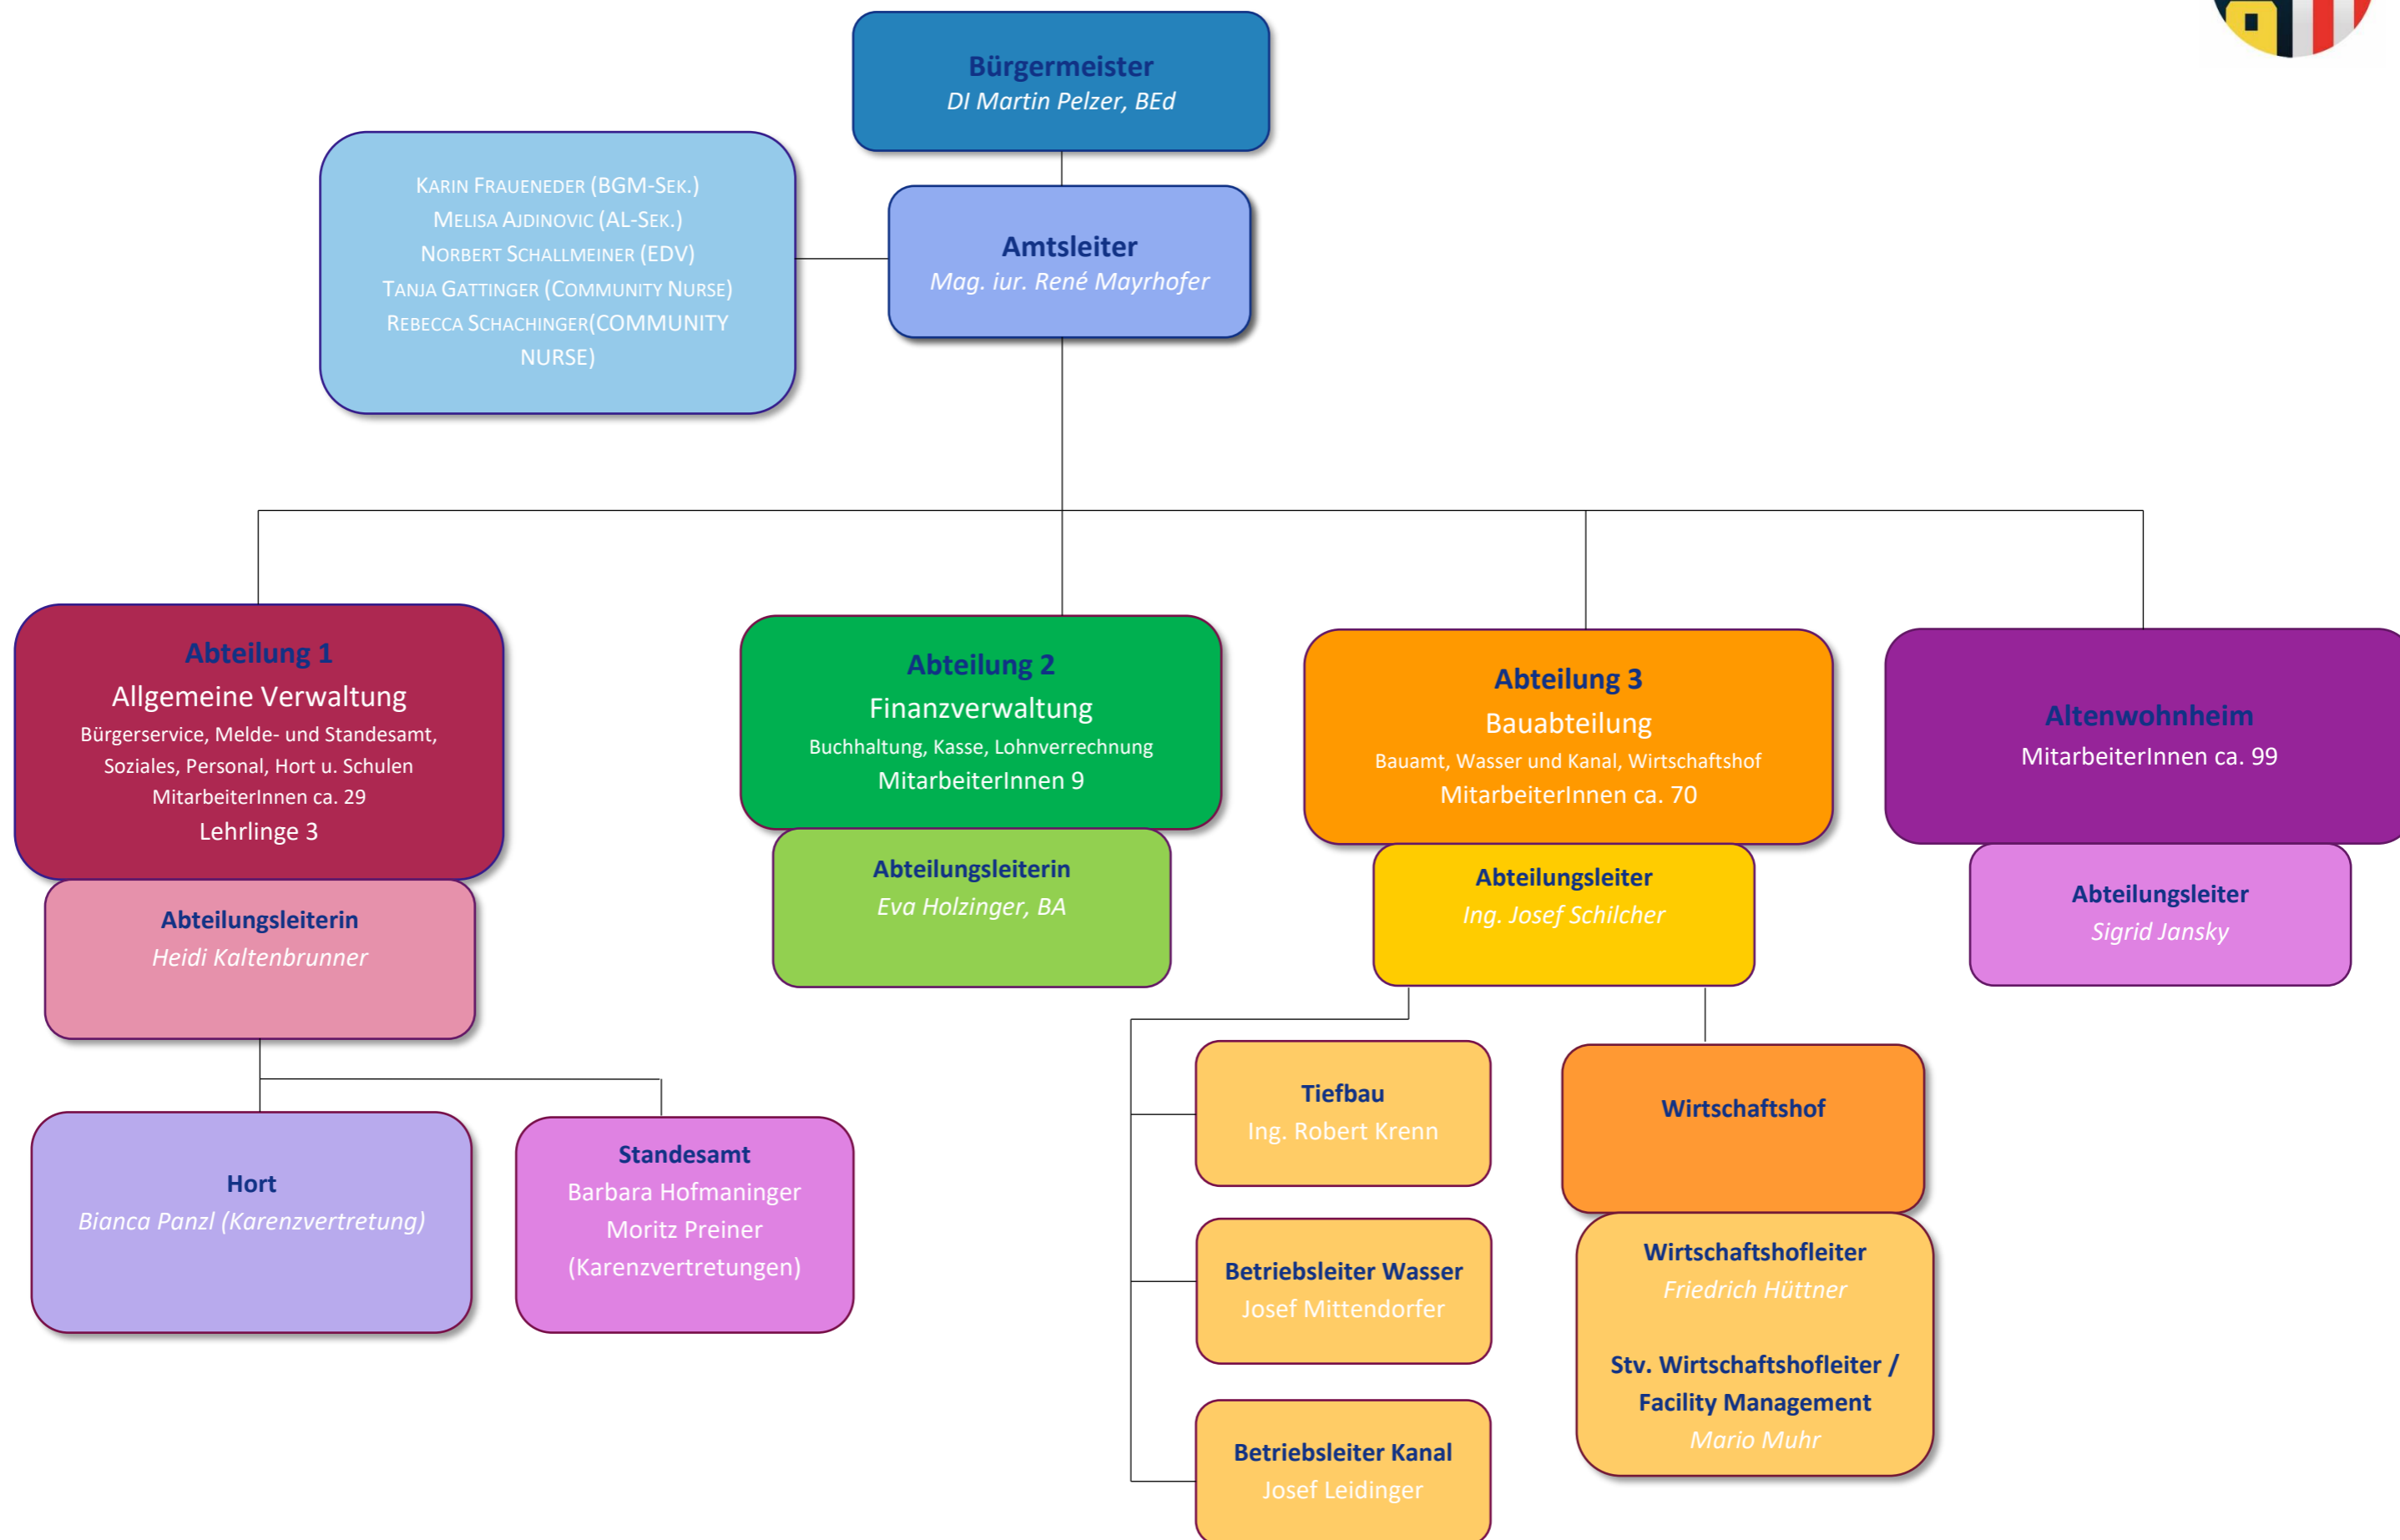 Bürgermeister
DI Martin Pelzer, BEd
KARIN FRAUENEDER (BGM-SEK.)
MELISA AJDINOVIC (AL-SEK.)
NORBERT SCHALLMEINER (EDV)
TANJA GATTINGER (COMMUNITY NURSE)
REBECCA SCHACHINGER(COMMUNITY
NURSE)
Amtsleiter
Mag. iur. René Mayrhofer
Abteilung 1
Allgemeine Verwaltung
Bürgerservice, Melde- und Standesamt,
Soziales, Personal, Hort u. Schulen
MitarbeiterInnen ca. 29
Lehrlinge 3
Abteilungsleiterin
Heidi Kaltenbrunner
Hort
Bianca Panzl (Karenzvertretung)
Standesamt
Barbara Hofmaninger
Moritz Preiner
(Karenzvertretungen)
Abteilung 2
Finanzverwaltung
Buchhaltung, Kasse, Lohnverrechnung
MitarbeiterInnen 9
Abteilungsleiterin
Eva Holzinger, BA
Abteilung 3
Bauabteilung
Bauamt, Wasser und Kanal, Wirtschaftshof
MitarbeiterInnen ca. 70
Abteilungsleiter
Ing. Josef Schilcher
Tiefbau
Ing. Robert Krenn
Betriebsleiter Wasser
Josef Mittendorfer
Betriebsleiter Kanal
Josef Leidinger
Wirtschaftshof
Wirtschaftshofleiter
Friedrich Hüttner
Stv. Wirtschaftshofleiter /
Facility Management
Mario Muhr
Altenwohnheim
MitarbeiterInnen ca. 99
Abteilungsleiter
Sigrid Jansky